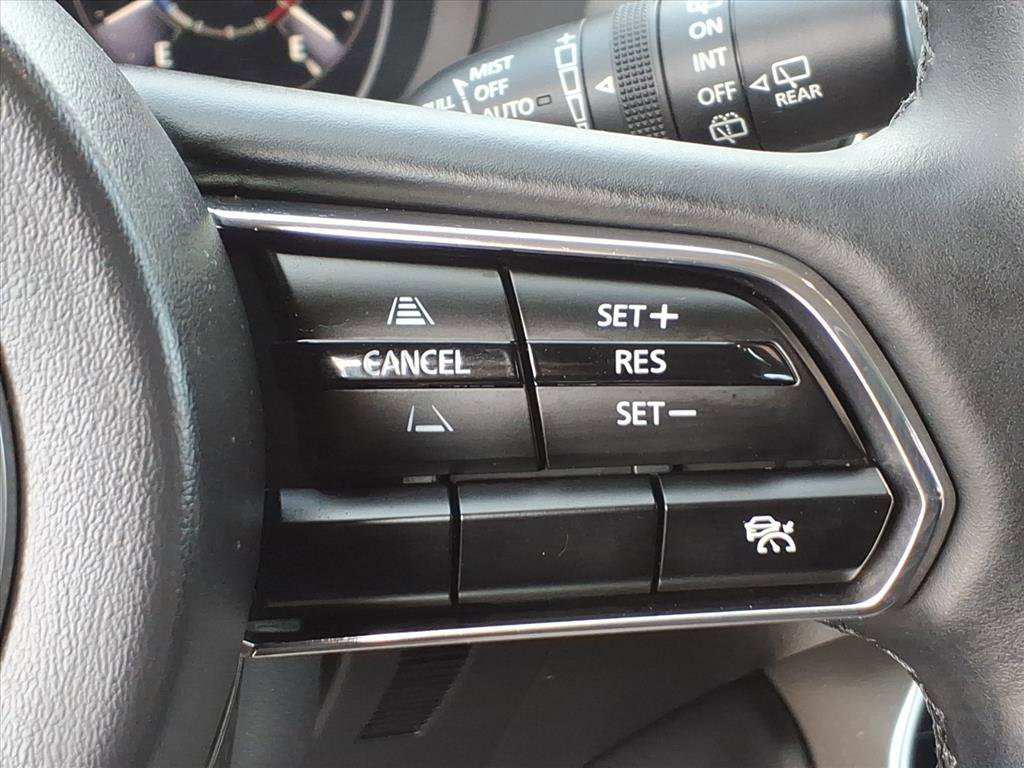 E
E
MIST
OFF
AUTO
ON
INT
OFF
REAR
SET+
CANCEL
RES
SET-